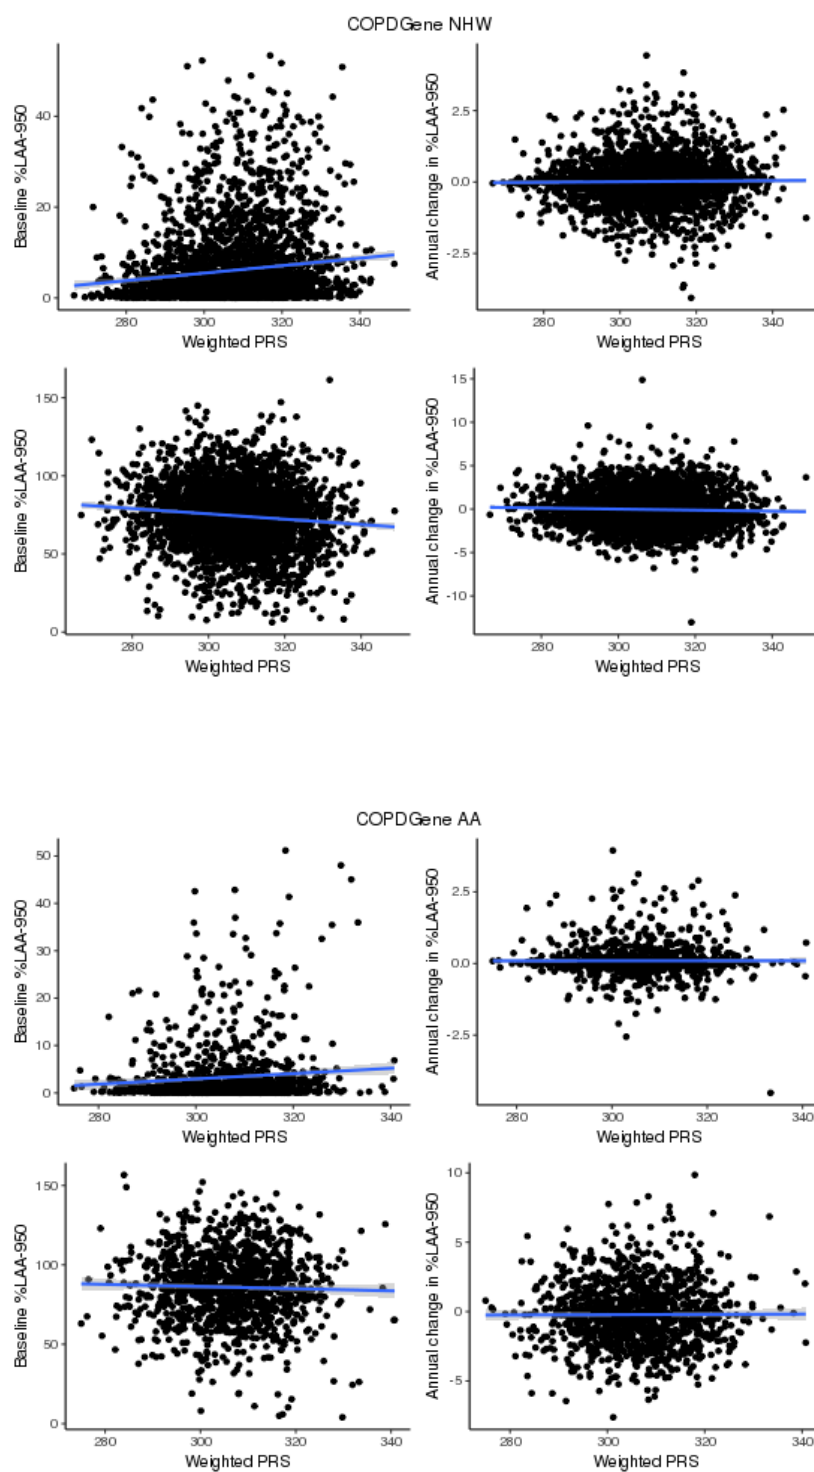 COPDGene NHW
Baseline %LAA-950
40
20
0
280 300 320 340
Weighted PRS
Annual change in %LAA-950
2.5
0.0
-2.5
280 300 320 340
Weighted PRS
Baseline %LAA-950
150
100
50
0
280 300 320 340
Weighted PRS
Annual change in %LAA-950
15
10
5
0
-5
-10
280 300 320 340
Weighted PRS
COPDGene AA
Baseline %LAA-950
50
40
30
20
10
0
280 300 320 340
Weighted PRS
Annual change in %LAA-950
2.5
0.0
-2.5
280 300 320 340
Weighted PRS
Baseline %LAA-950
150
100
50
0
280 300 320 340
Weighted PRS
Annual change in %LAA-950
10
5
0
-5
280 300 320 340
Weighted PRS